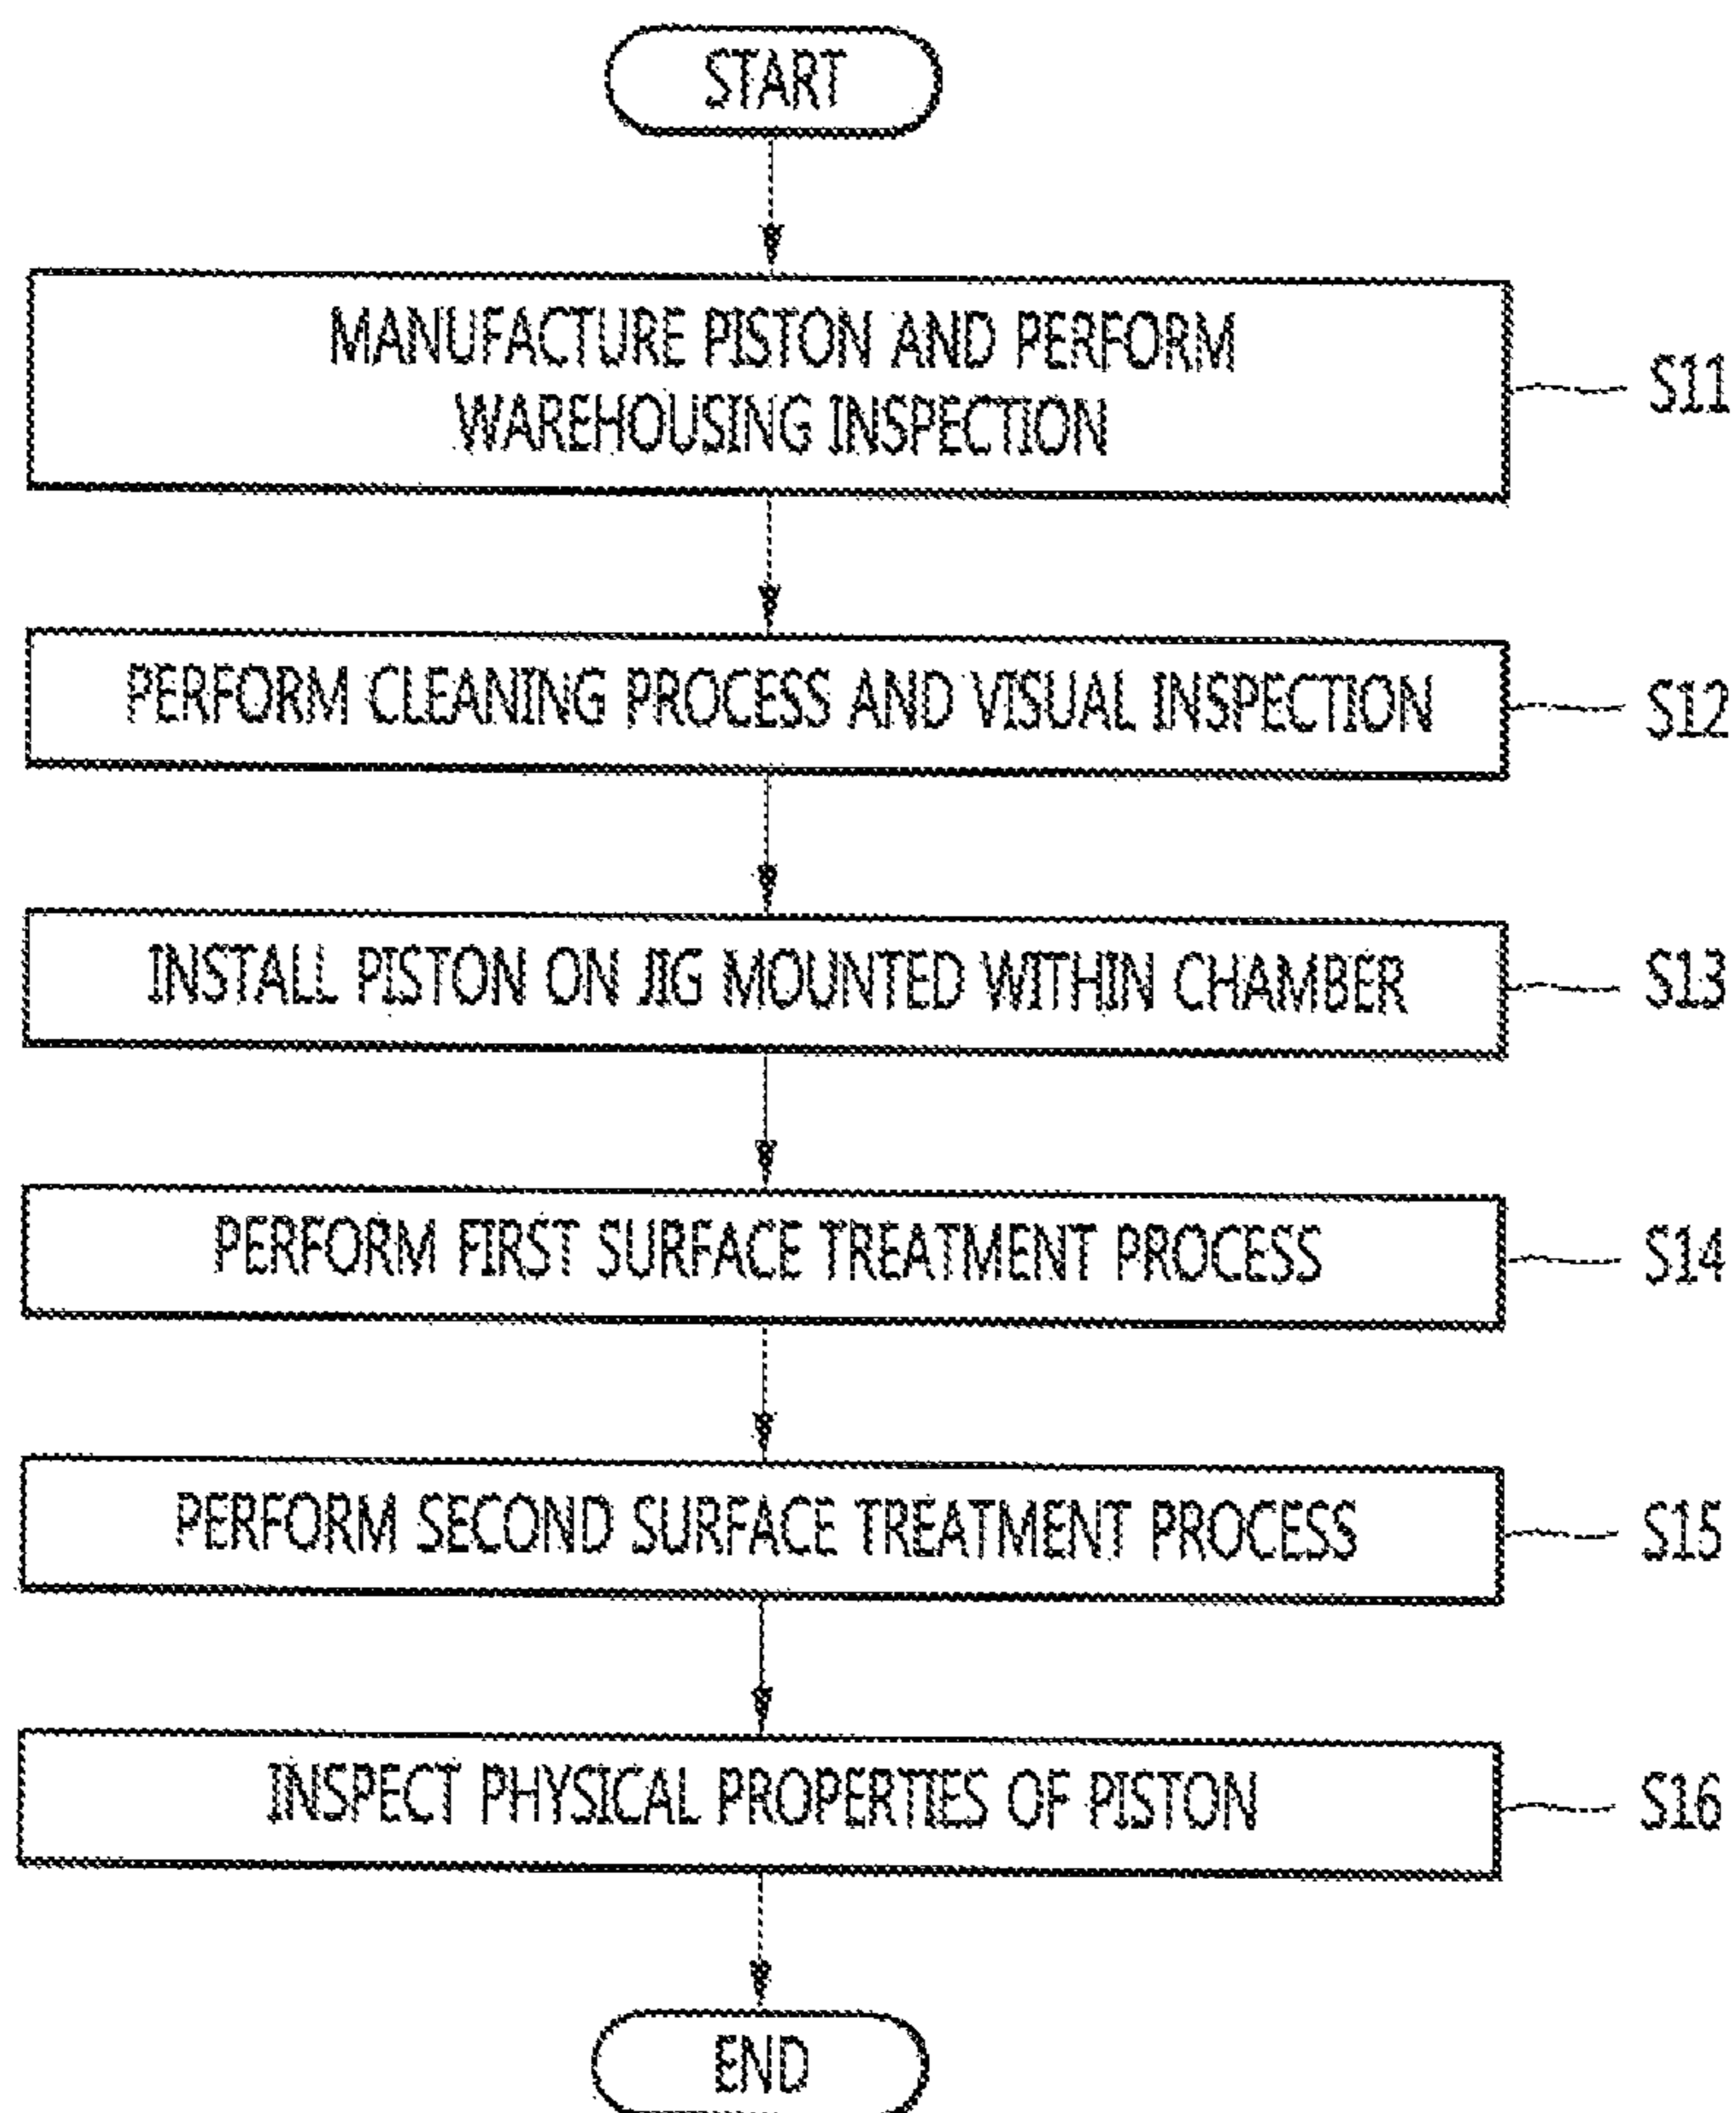 START
MANUFACTURE PISTON AND PERFORM
WAREHOUSING INSPECTION
S11
PERFORM CLEANING PROCESS AND VISUAL INSPECTION
S12
INSTALL PISTON ON JIG MOUNTED WITHIN CHAMBER
S13
PERFORM FIRST SURFACE TREATMENT PROCESS
S14
PERFORM SECOND SURFACE TREATMENT PROCESS
S15
INSPECT PHYSICAL PROPERTIES OF PISTON
S16
END